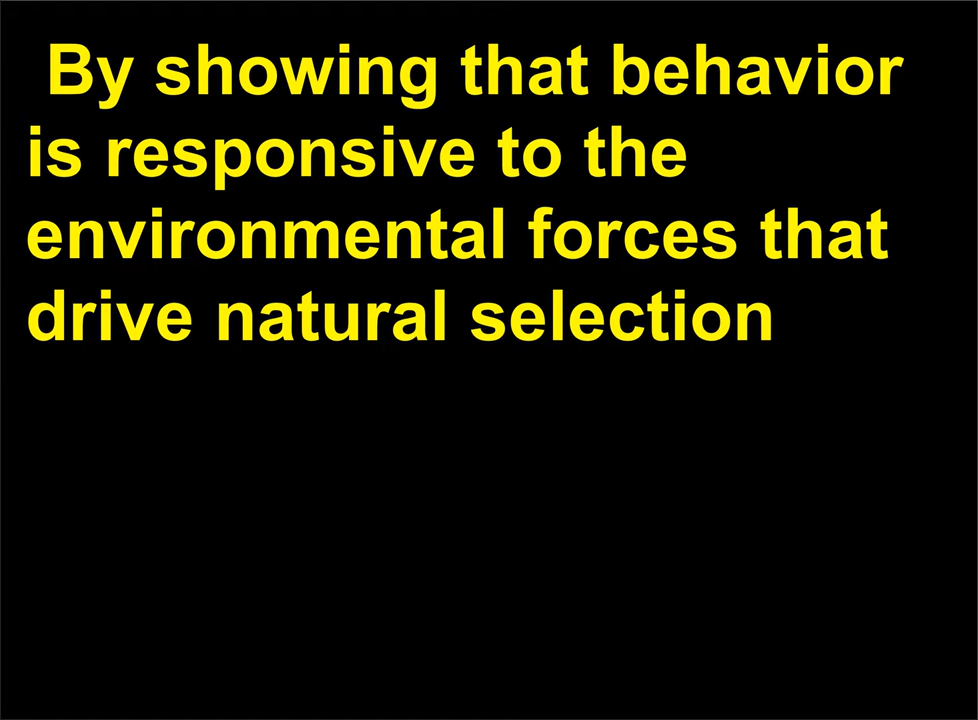 By showing that behavior
is responsive to the
environmental forces that
drive natural selection